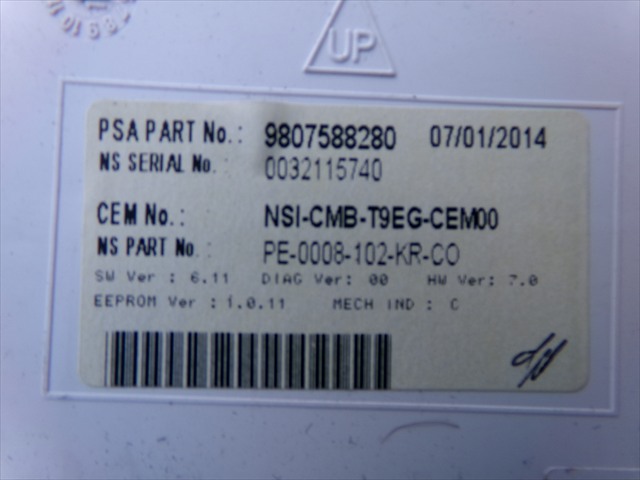 UP
PSA PART No.: 9807588280 07/01/2014
NS SERIAL No. : 0032115740
CEM No.: NSI-CMB-T9EG-CEM00
NS PART No. : PE-0008-102-KR-CO
SW Ver : 6.11 DIAG Ver: 00 HW Ver: 7.0
EEPROM Ver : 1.0.11 MECH IND : C